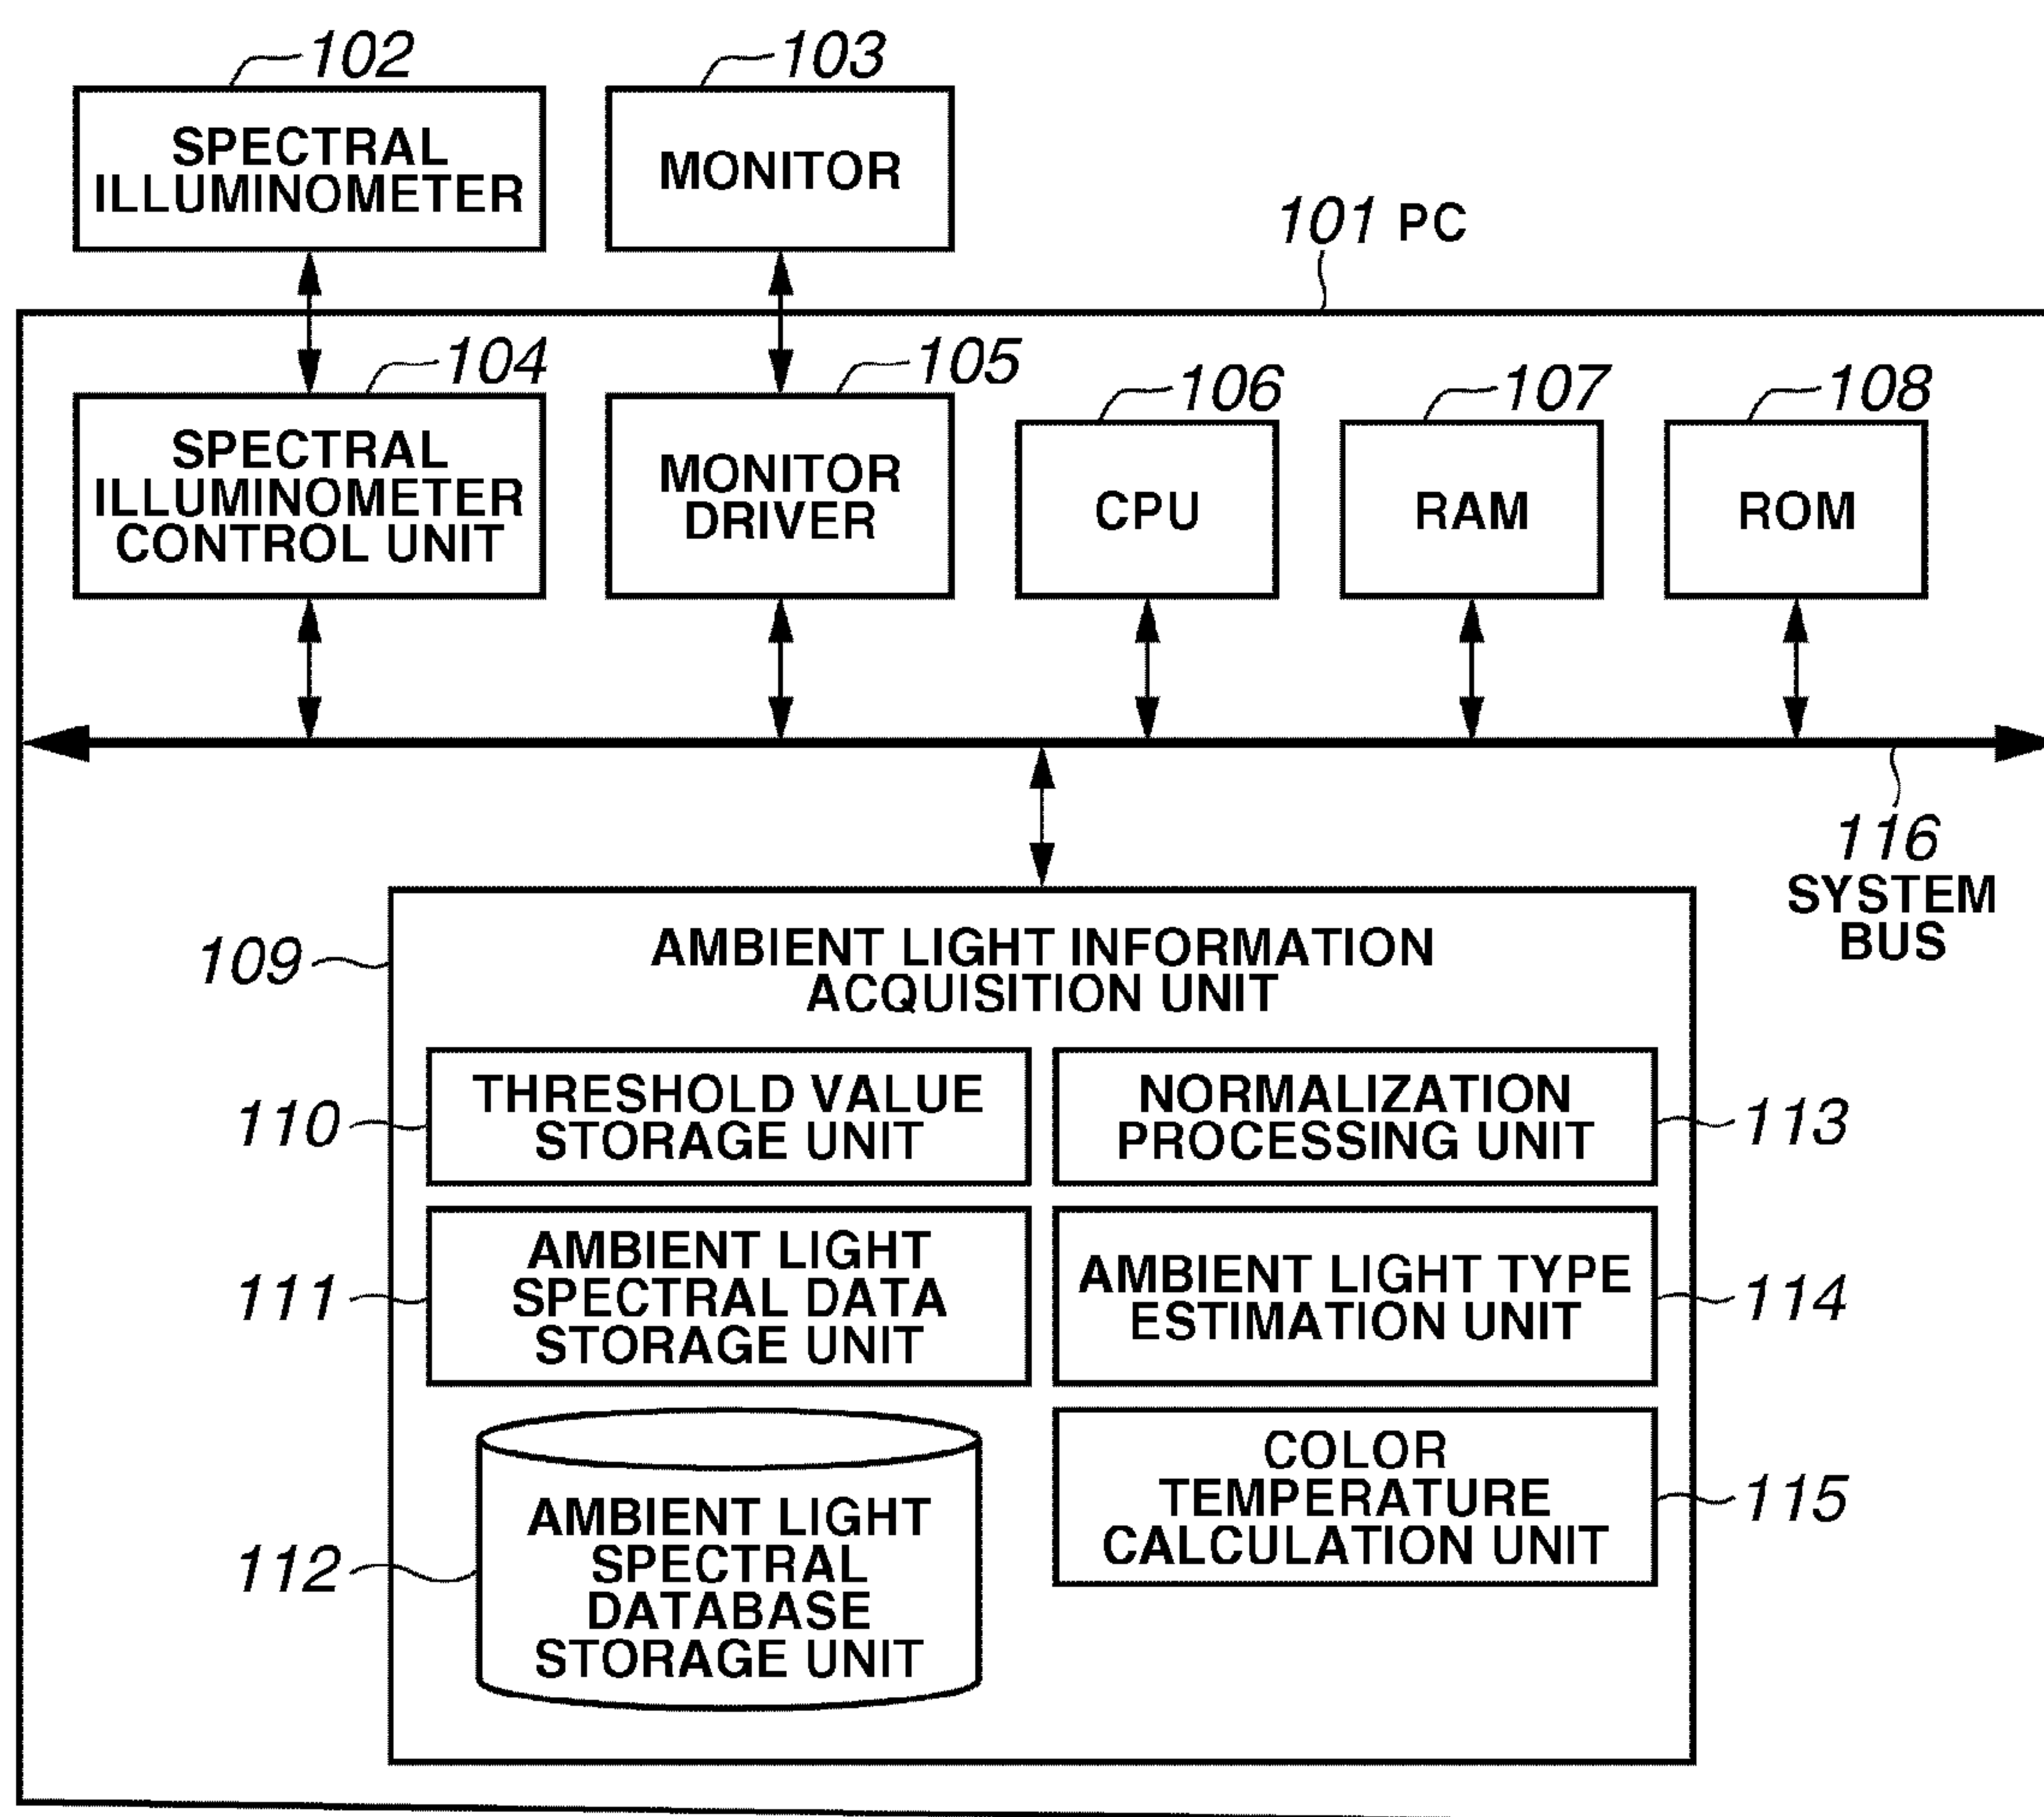 102
103
SPECTRAL
ILLUMINOMETER
MONITOR
101 PC
104
105
106
107
108
SPECTRAL
ILLUMINOMETER
CONTROL UNIT
MONITOR
DRIVER
CPU
RAM
ROM
116
SYSTEM
BUS
109
AMBIENT LIGHT INFORMATION
ACQUISITION UNIT
110
THRESHOLD VALUE
STORAGE UNIT
NORMALIZATION
PROCESSING UNIT
113
111
AMBIENT LIGHT
SPECTRAL DATA
STORAGE UNIT
AMBIENT LIGHT TYPE
ESTIMATION UNIT
114
112
AMBIENT LIGHT
SPECTRAL
DATABASE
STORAGE UNIT
COLOR
TEMPERATURE
CALCULATION UNIT
115